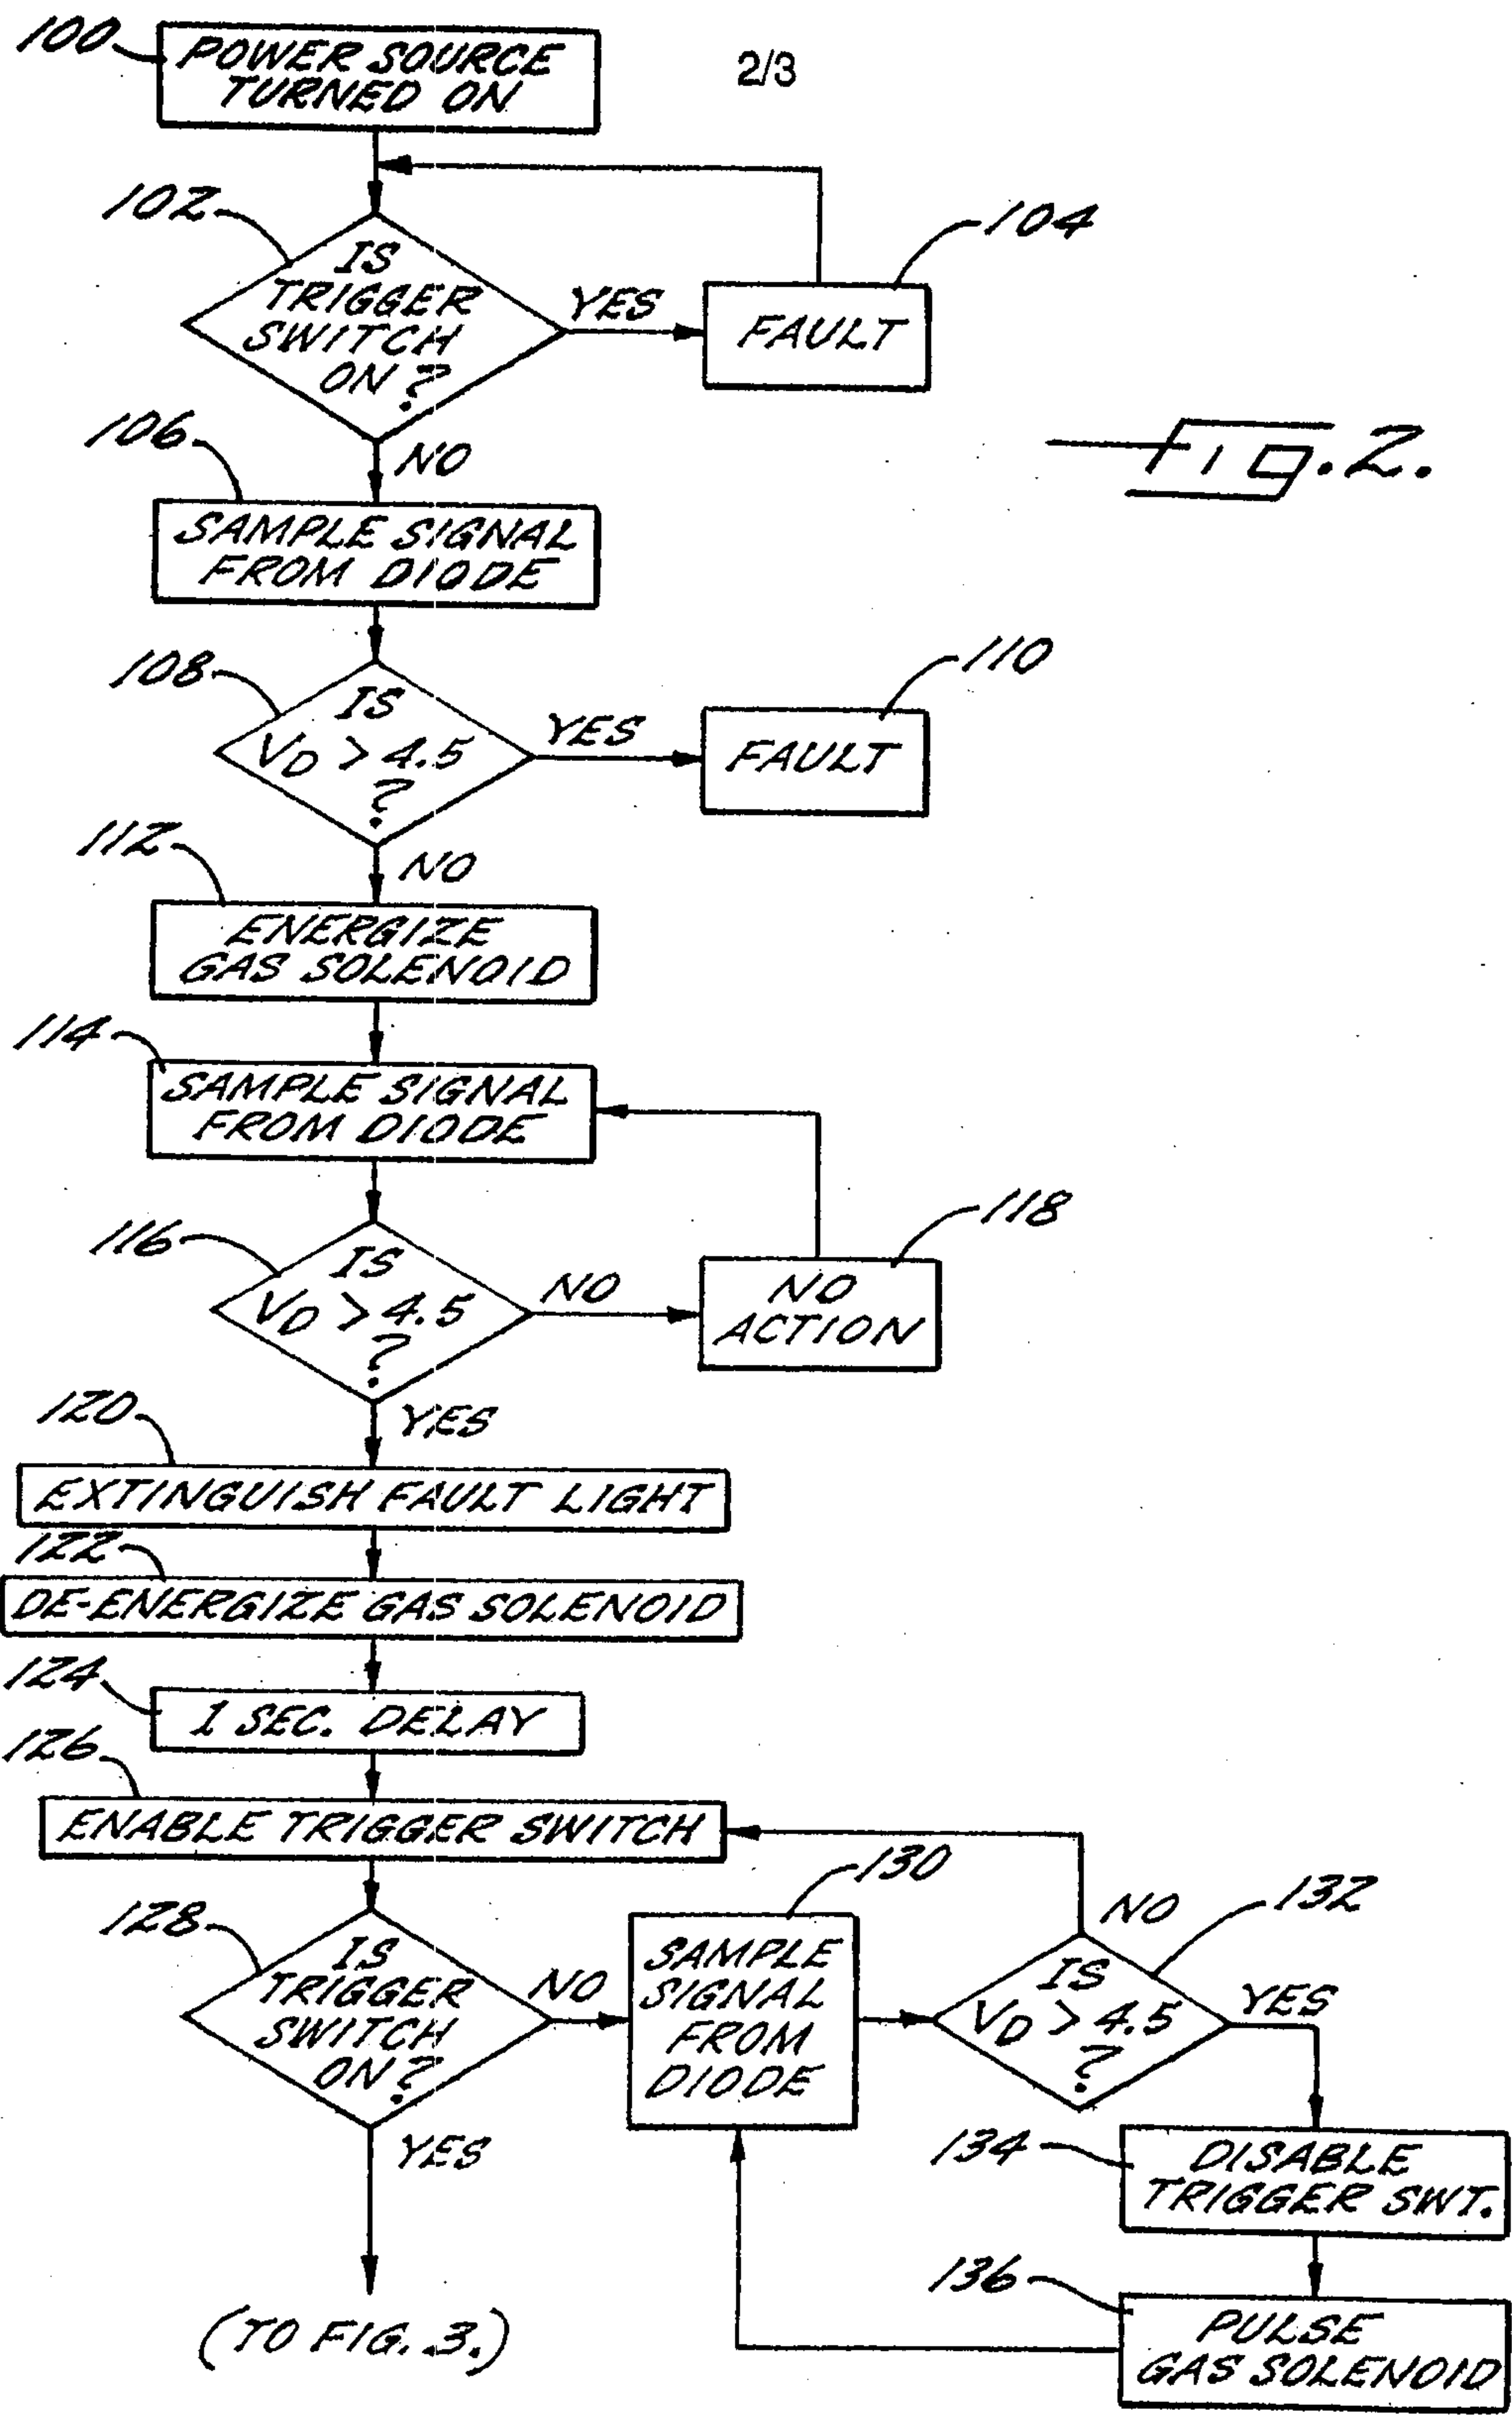 2/3
100
POWER SOURCE
TURNED ON
102
IS
TRIGGER
SWITCH
ON?
YES
104
FAULT
NO
Fig. 2.
106
SAMPLE SIGNAL
FROM DIODE
108
IS
VD > 4.5
?
YES
110
FAULT
NO
112
ENERGIZE
GAS SOLENOID
114
SAMPLE SIGNAL
FROM DIODE
116
IS
VD > 4.5
?
NO
118
NO
ACTION
YES
120
EXTINGUISH FAULT LIGHT
122
DE-ENERGIZE GAS SOLENOID
124
1 SEC. DELAY
126
ENABLE TRIGGER SWITCH
128
IS
TRIGGER
SWITCH
ON?
NO
130
SAMPLE
SIGNAL
FROM
DIODE
132
IS
VD > 4.5
?
NO
YES
134
DISABLE
TRIGGER SWT.
136
PULSE
GAS SOLENOID
YES
(TO FIG. 3.)